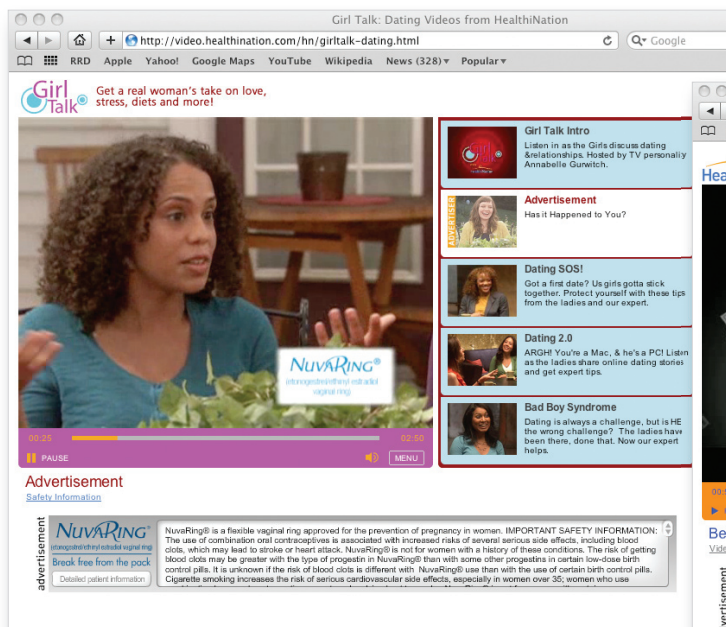 Girl Talk: Dating Videos from HealthiNation
http://video.healthination.com/hn/girltalk-dating.html
Google
RRD Apple Yahoo! Google Maps YouTube Wikipedia News (328) Popular
Girl Talk
Get a real woman's take on love,
stress, diets and more!
NUVARING®
(etonogestrel/ethinyl estradiol
vaginal ring)
00:25
02:50
PAUSE
MENU
Girl Talk Intro
Listen in as the Girls discuss dating
&relationships. Hosted by TV personality
Annabelle Gurwitch.
ADVERTISER
Advertisement
Has it Happened to You?
Dating SOS!
Got a first date? Us girls gotta stick
together. Protect yourself with these tips
from the ladies and our expert.
Dating 2.0
ARGH! You're a Mac, & he's a PC! Listen
as the ladies share online dating stories
and get expert tips.
Bad Boy Syndrome
Dating is always a challenge, but is HE
the wrong challenge? The ladies have
been there, done that. Now our expert
helps.
Advertisement
Safety Information
advertisement
NUVARING®
(etonogestrel/ethinyl estradiol vaginal ring)
Break free from the pack
Detailed patient information
NuvaRing® is a flexible vaginal ring approved for the prevention of pregnancy in women. IMPORTANT SAFETY INFORMATION:
The use of combination oral contraceptives is associated with increased risks of several serious side effects, including blood
clots, which may lead to stroke or heart attack. NuvaRing® is not for women with a history of these conditions. The risk of getting
blood clots may be greater with the type of progestin in NuvaRing® than with some other progestins in certain low-dose birth
control pills. It is unknown if the risk of blood clots is different with NuvaRing® use than with the use of certain birth control pills.
Cigarette smoking increases the risk of serious cardiovascular side effects, especially in women over 35; women who use
Hea
00:
Be
Vide